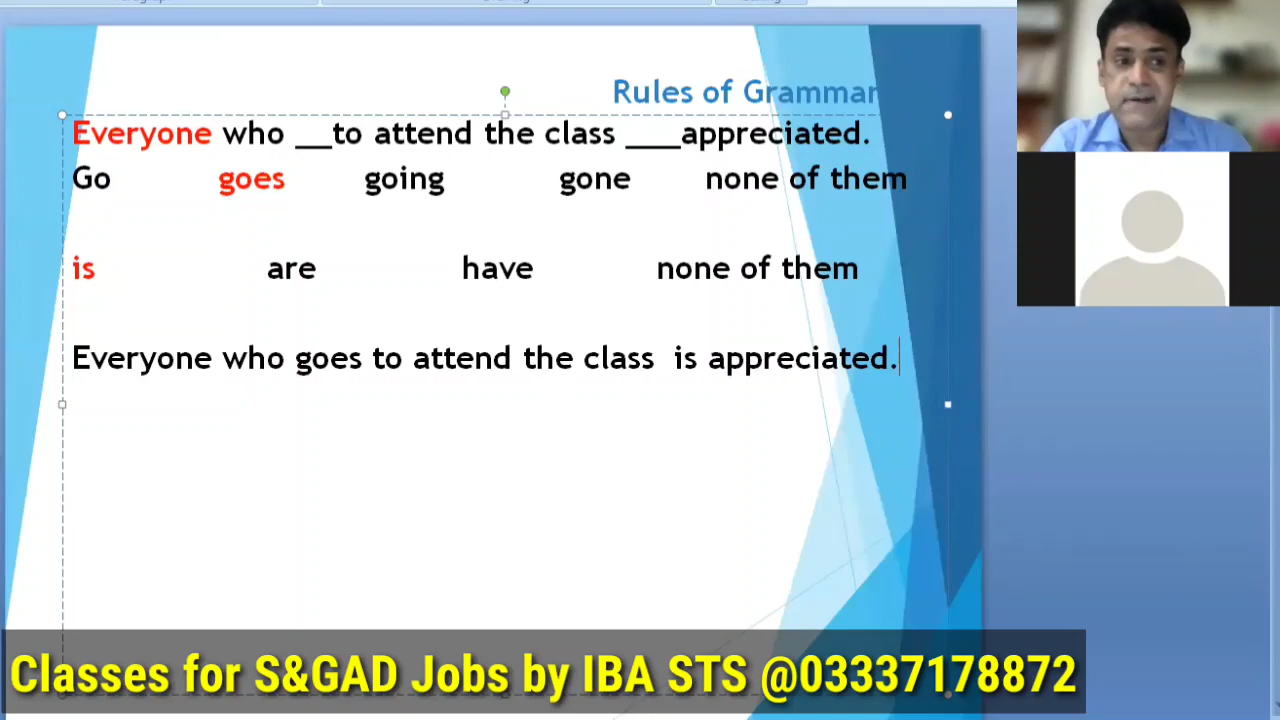 Rules of Grammar
Everyone who __to attend the class ___appreciated.
Go goes going gone none of them
is are have none of them
Everyone who goes to attend the class is appreciated.
Classes for S&GAD Jobs by IBA STS @03337178872